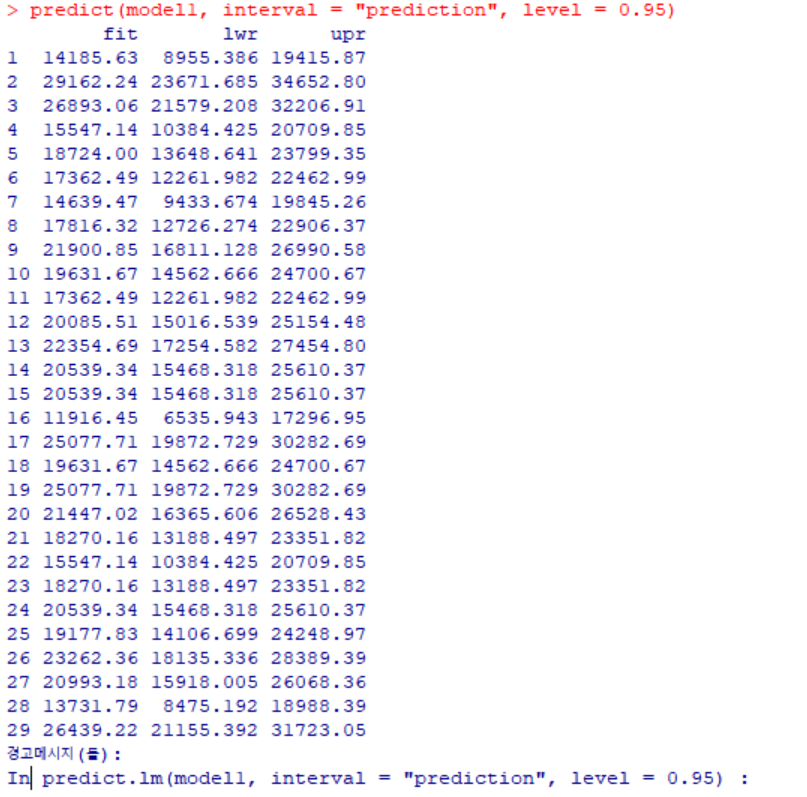 > predict(model1, interval = "prediction", level = 0.95)
fit lwr upr
1 14185.63 8955.386 19415.87
2 29162.24 23671.685 34652.80
3 26893.06 21579.208 32206.91
4 15547.14 10384.425 20709.85
5 18724.00 13648.641 23799.35
6 17362.49 12261.982 22462.99
7 14639.47 9433.674 19845.26
8 17816.32 12726.274 22906.37
9 21900.85 16811.128 26990.58
10 19631.67 14562.666 24700.67
11 17362.49 12261.982 22462.99
12 20085.51 15016.539 25154.48
13 22354.69 17254.582 27454.80
14 20539.34 15468.318 25610.37
15 20539.34 15468.318 25610.37
16 11916.45 6535.943 17296.95
17 25077.71 19872.729 30282.69
18 19631.67 14562.666 24700.67
19 25077.71 19872.729 30282.69
20 21447.02 16365.606 26528.43
21 18270.16 13188.497 23351.82
22 15547.14 10384.425 20709.85
23 18270.16 13188.497 23351.82
24 20539.34 15468.318 25610.37
25 19177.83 14106.699 24248.97
26 23262.36 18135.336 28389.39
27 20993.18 15918.005 26068.36
28 13731.79 8475.192 18988.39
29 26439.22 21155.392 31723.05
경고메시지(들):
In predict.lm(model1, interval = "prediction", level = 0.95) :